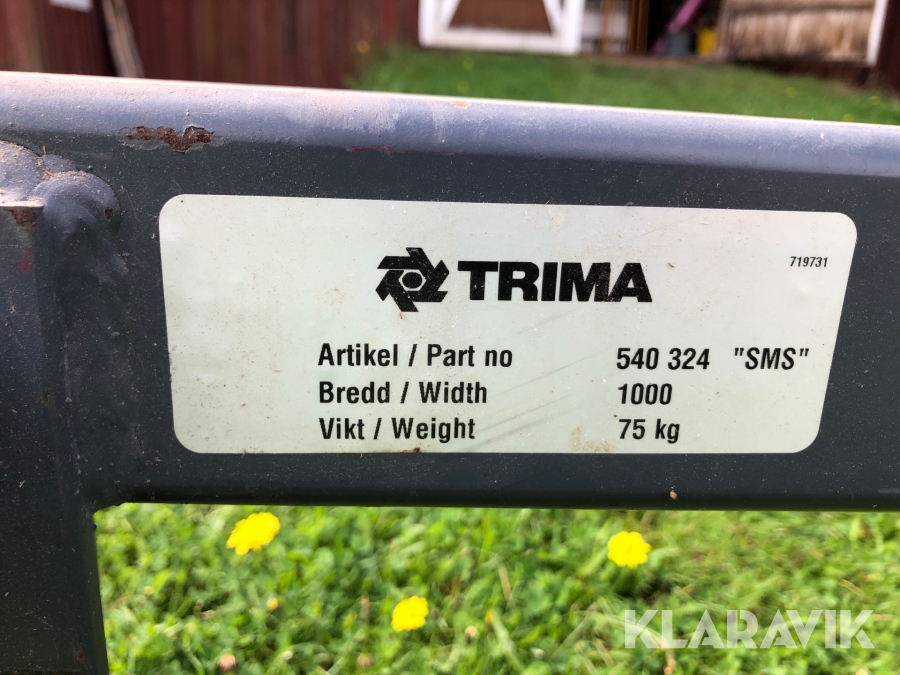 TRIMA
719731
Artikel / Part no 540 324 "SMS"
Bredd / Width 1000
Vikt / Weight 75 kg
KLARAVIK